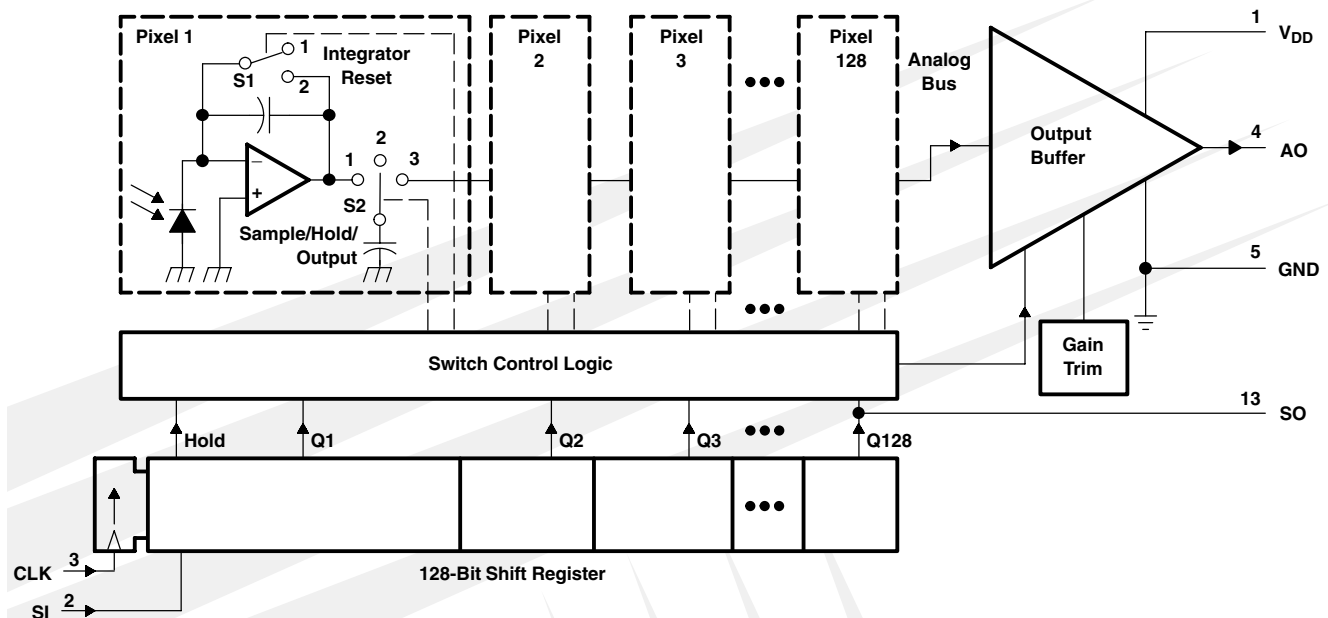 Pixel 1
1
Integrator
Reset
S1
2
2
1
3
S2
Sample/Hold/
Output
−
+
Pixel
2
Pixel
3
Pixel
128
Analog
Bus
Output
Buffer
1
VDD
4
AO
5
GND
Gain
Trim
Switch Control Logic
13
SO
Hold
Q1
Q2
Q3
Q128
CLK
3
SI
2
128-Bit Shift Register